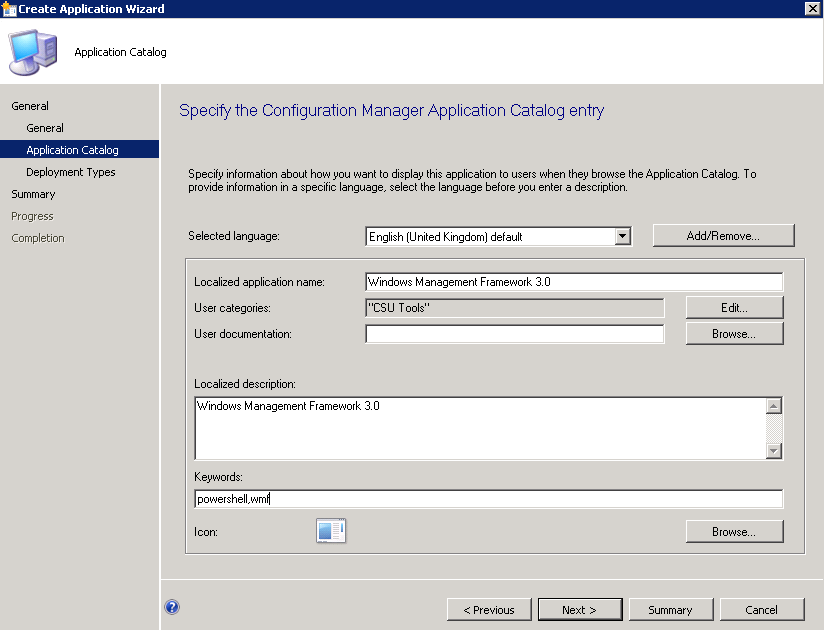 Create Application Wizard
Application Catalog
General
General
Application Catalog
Deployment Types
Summary
Progress
Completion
Specify the Configuration Manager Application Catalog entry
Specify information about how you want to display this application to users when they browse the Application Catalog. To
provide information in a specific language, select the language before you enter a description.
Selected language: English (United Kingdom) default Add/Remove...
Localized application name: Windows Management Framework 3.0
User categories: "CSU Tools" Edit...
User documentation: Browse...
Localized description:
Windows Management Framework 3.0
Keywords:
powershell,wmf
Icon: Browse...
? < Previous Next > Summary Cancel